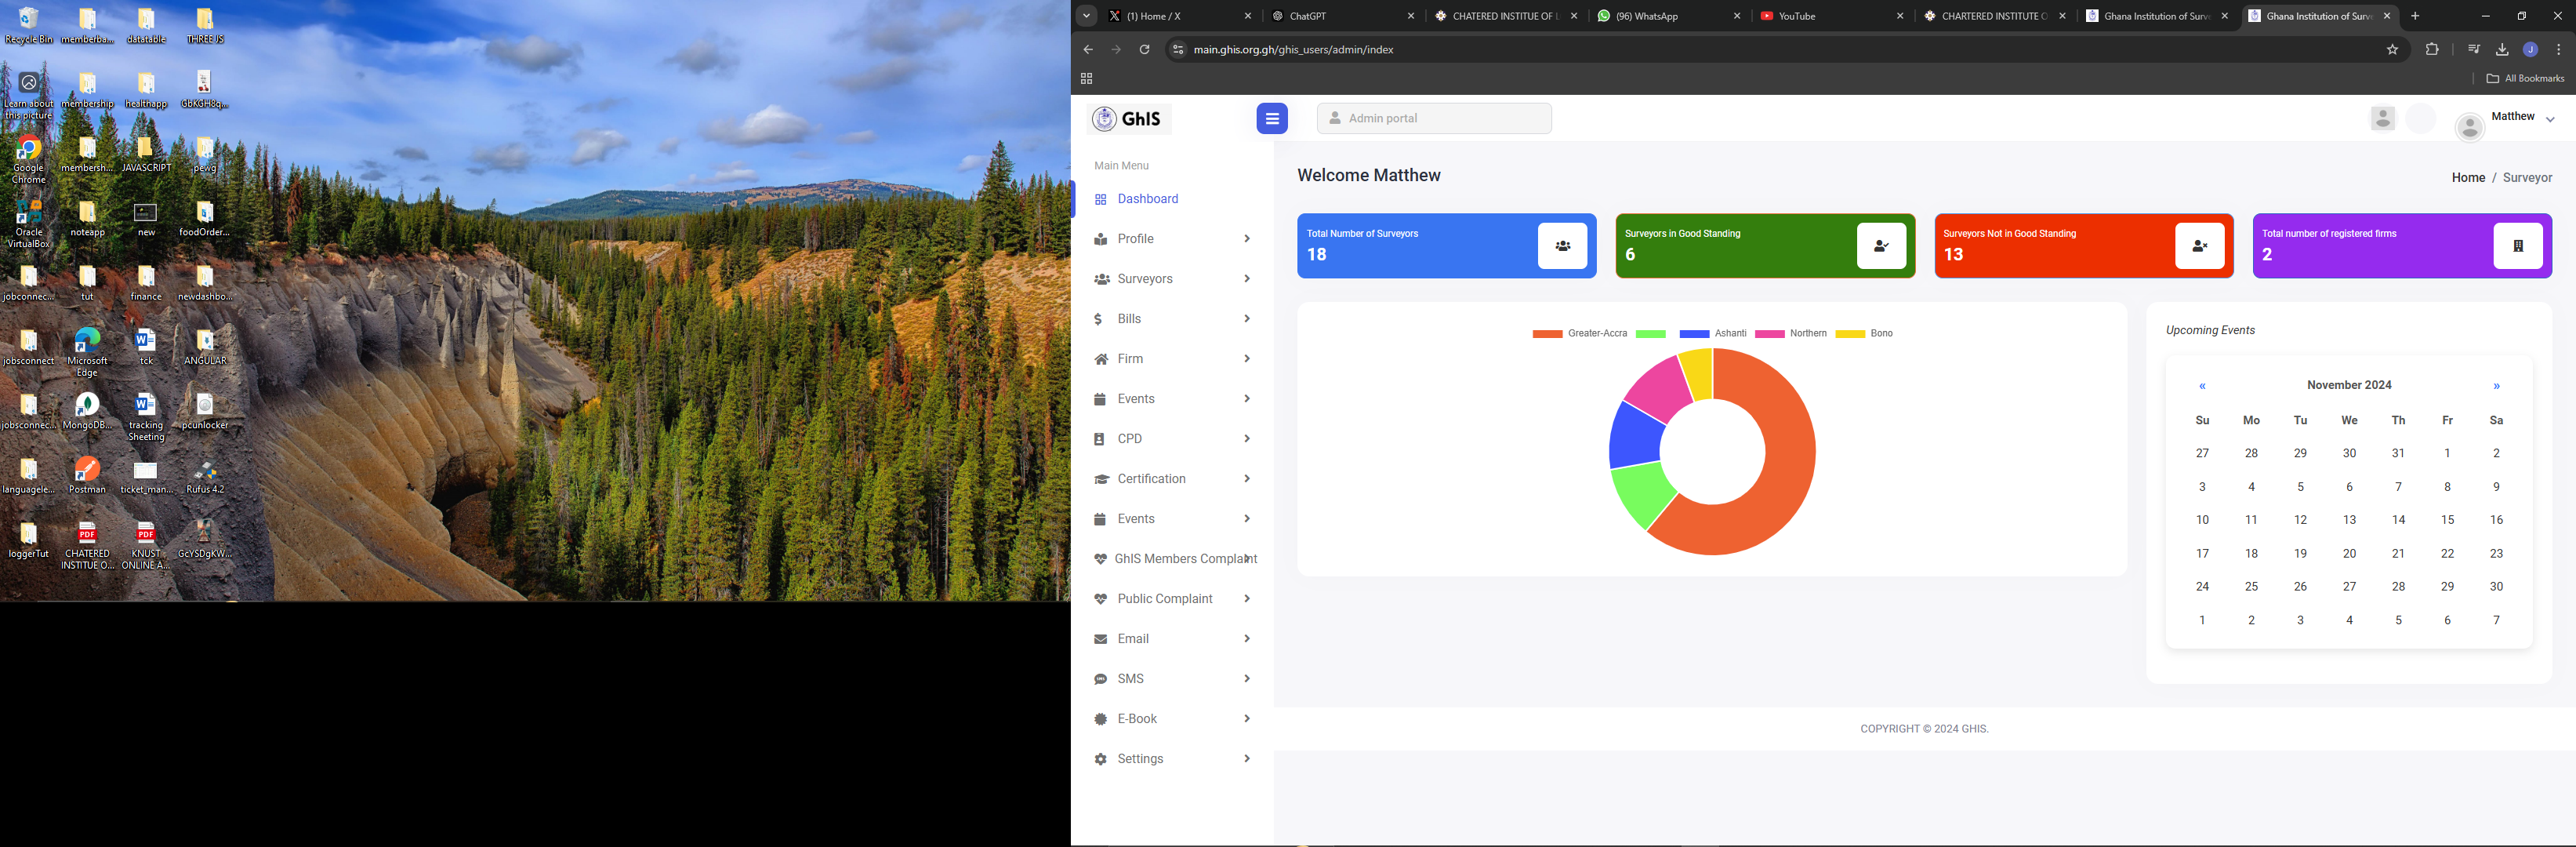 Recycle Bin
memberba...
datatable
THREEJS
Learn about this picture
membership
healthapp
GbKGH8q...
Google Chrome
membersh...
JAVASCRIPT
pewg
Oracle VirtualBox
noteapp
new
foodOrder...
jobconnec...
tut
finance
newdashbo...
jobsconnect
Microsoft Edge
tck
ANGULAR
jobsconnec...
MongoDB...
tracking Sheeting
pcunlocker
languagele...
Postman
ticket_man...
Rufus 4.2
loggerTut
CHATERED INSTITUE O...
KNUST ONLINE A...
GcYSDgKW...
(1) Home / X
ChatGPT
CHATERED INSTITUE OF L
(96) WhatsApp
YouTube
CHARTERED INSTITUTE O
Ghana Institution of Surve
Ghana Institution of Surve
main.ghis.org.gh/ghis_users/admin/index
J
All Bookmarks
GhIS
Admin portal
Matthew
Main Menu
Dashboard
Profile
Surveyors
Bills
Firm
Events
CPD
Certification
Events
GhIS Members Complaint
Public Complaint
Email
SMS
E-Book
Settings
Welcome Matthew
Home / Surveyor
Total Number of Surveyors
18
Surveyors in Good Standing
6
Surveyors Not in Good Standing
13
Total number of registered firms
2
Greater-Accra
Ashanti
Northern
Bono
Upcoming Events
« November 2024 »
Su Mo Tu We Th Fr Sa
27 28 29 30 31 1 2
3 4 5 6 7 8 9
10 11 12 13 14 15 16
17 18 19 20 21 22 23
24 25 26 27 28 29 30
1 2 3 4 5 6 7
COPYRIGHT © 2024 GHIS.